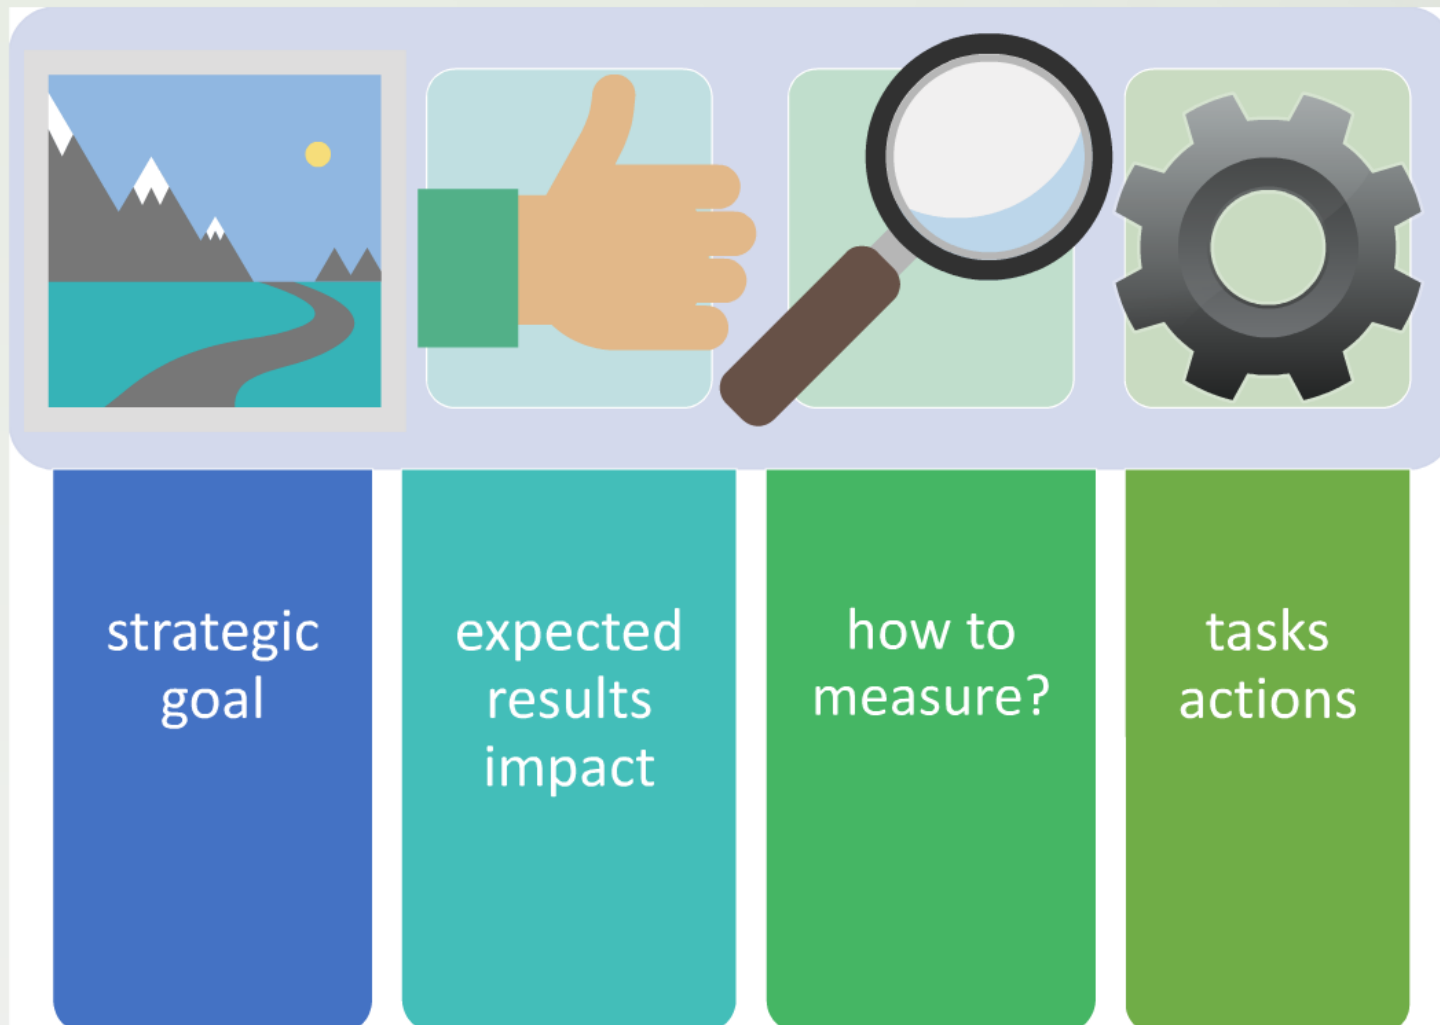 strategic
goal
expected
results
impact
how to
measure?
tasks
actions